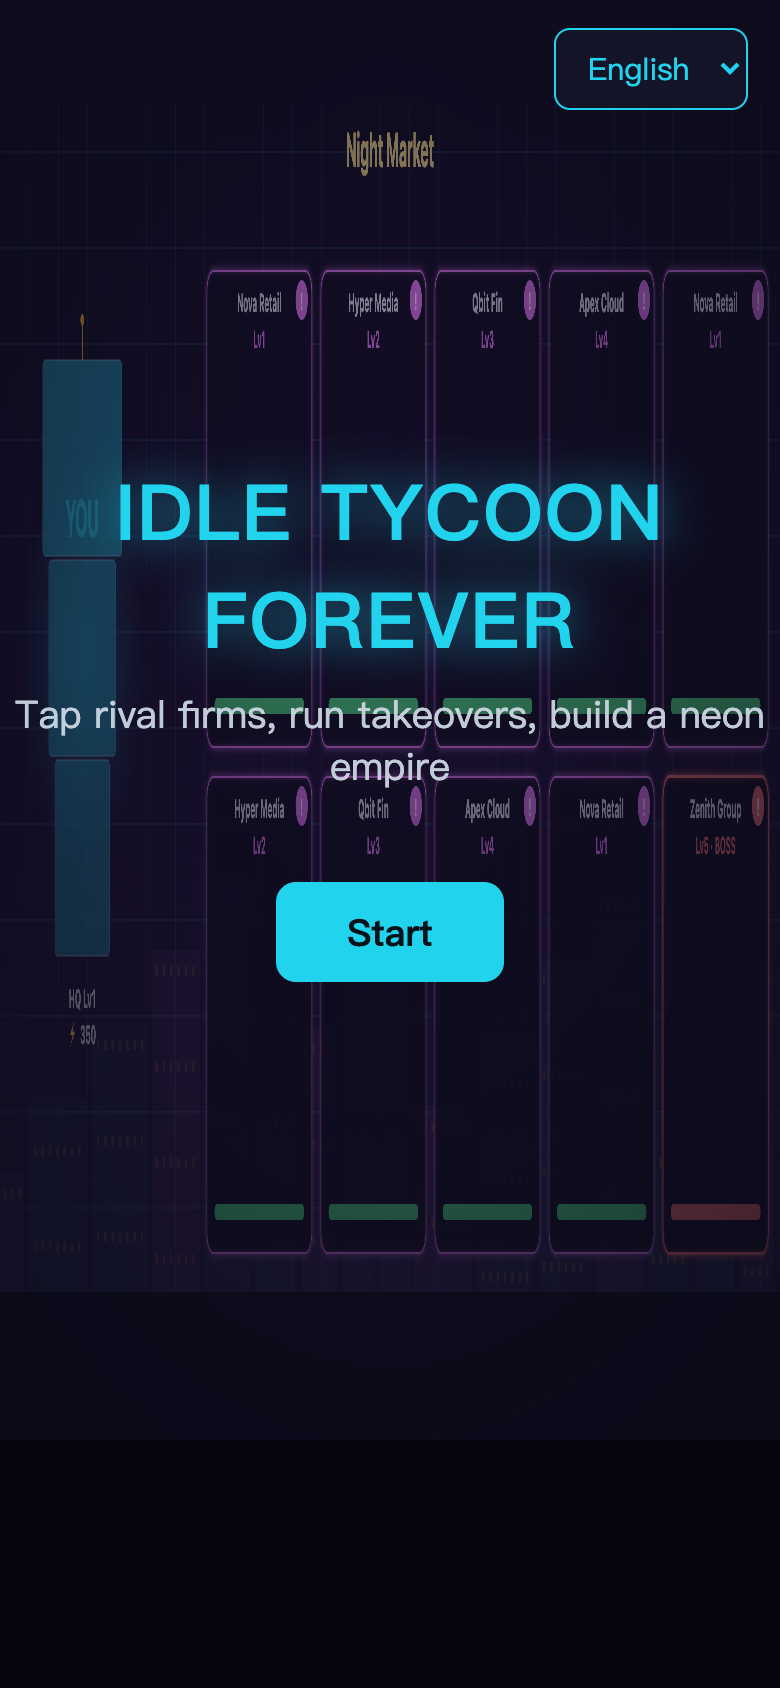 English
Night Market
Nova Retail
Lv1
Hyper Media
Lv2
Qbit Fin
Lv3
Apex Cloud
Lv4
Nova Retail
Lv1
YOU
IDLE TYCOON
FOREVER
Tap rival firms, run takeovers, build a neon
empire
Hyper Media
Lv2
Qbit Fin
Lv3
Apex Cloud
Lv4
Nova Retail
Lv1
Zenith Group
Lv5 · BOSS
Start
HQ Lv1
⚡ 350